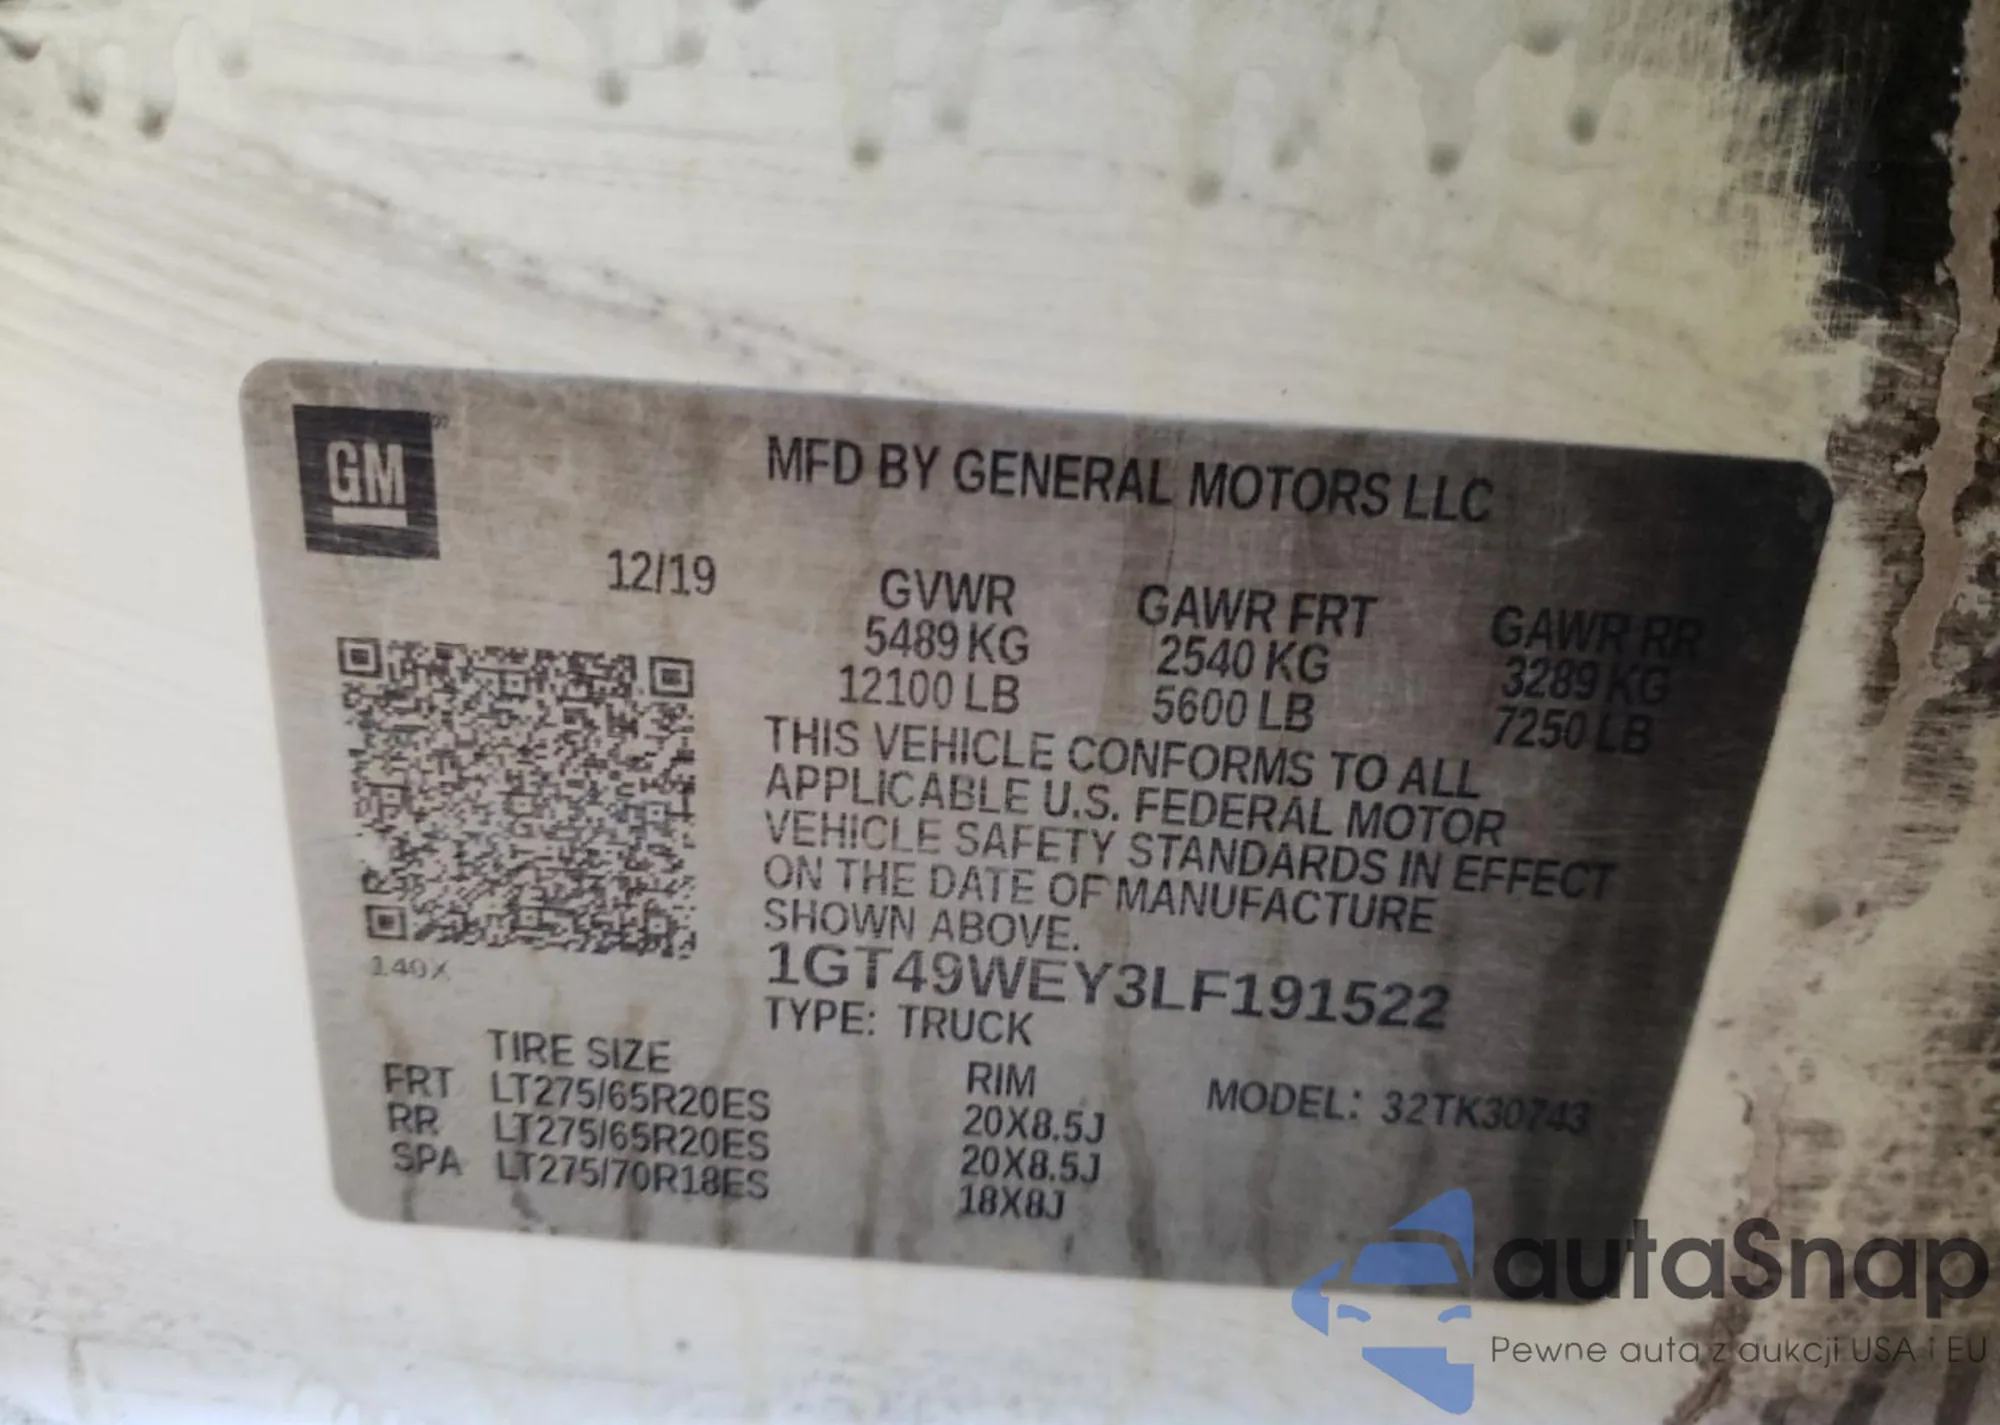 GM
MFD BY GENERAL MOTORS LLC
12/19
GVWR GAWR FRT GAWR RR
5489 KG 2540 KG 3289 KG
12100 LB 5600 LB 7250 LB
THIS VEHICLE CONFORMS TO ALL
APPLICABLE U.S. FEDERAL MOTOR
VEHICLE SAFETY STANDARDS IN EFFECT
ON THE DATE OF MANUFACTURE
SHOWN ABOVE.
140X
1GT49WEY3LF191522
TYPE: TRUCK
TIRE SIZE RIM MODEL: 32TK30743
FRT LT275/65R20ES 20X8.5J
RR LT275/65R20ES 20X8.5J
SPA LT275/70R18ES 18X8J
autaSnap
Pewne auta z aukcji USA i EU